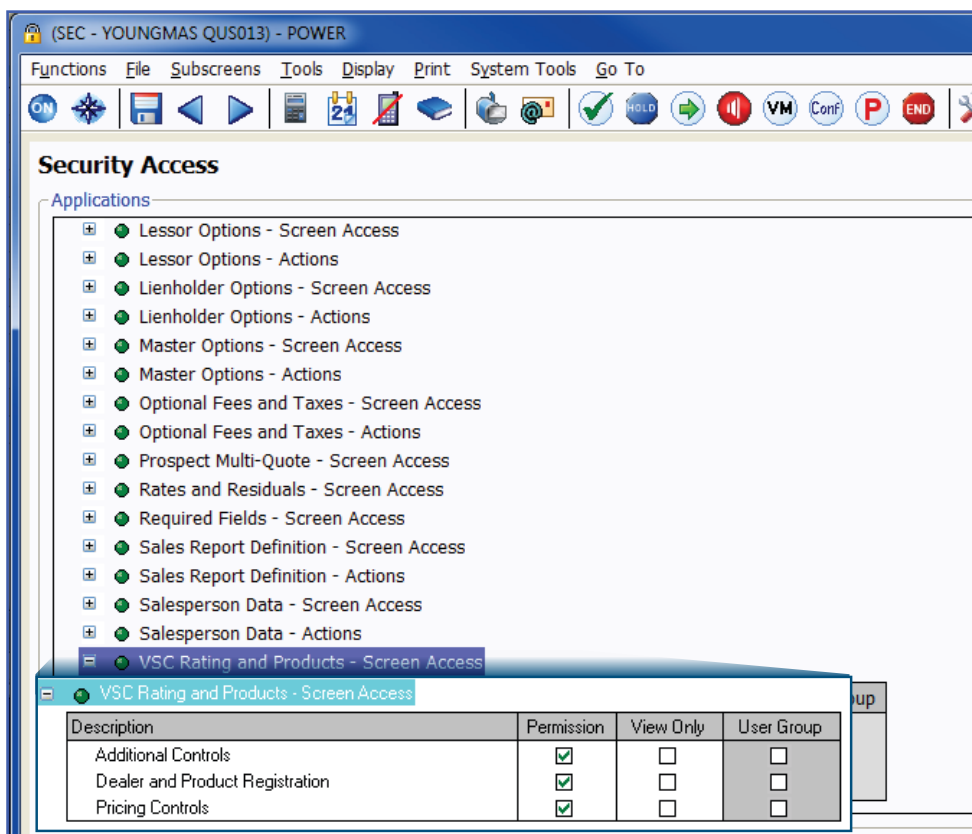 (SEC - YOUNGMAS QUS013) - POWER
Functions File Subscreens Tools Display Print System Tools Go To
ON 21 @ HOLD VM Conf P END
Security Access
Applications
Lessor Options - Screen Access
Lessor Options - Actions
Lienholder Options - Screen Access
Lienholder Options - Actions
Master Options - Screen Access
Master Options - Actions
Optional Fees and Taxes - Screen Access
Optional Fees and Taxes - Actions
Prospect Multi-Quote - Screen Access
Rates and Residuals - Screen Access
Required Fields - Screen Access
Sales Report Definition - Screen Access
Sales Report Definition - Actions
Salesperson Data - Screen Access
Salesperson Data - Actions
VSC Rating and Products - Screen Access
VSC Rating and Products - Screen Access
oup
Description Permission View Only User Group
Additional Controls
Dealer and Product Registration
Pricing Controls